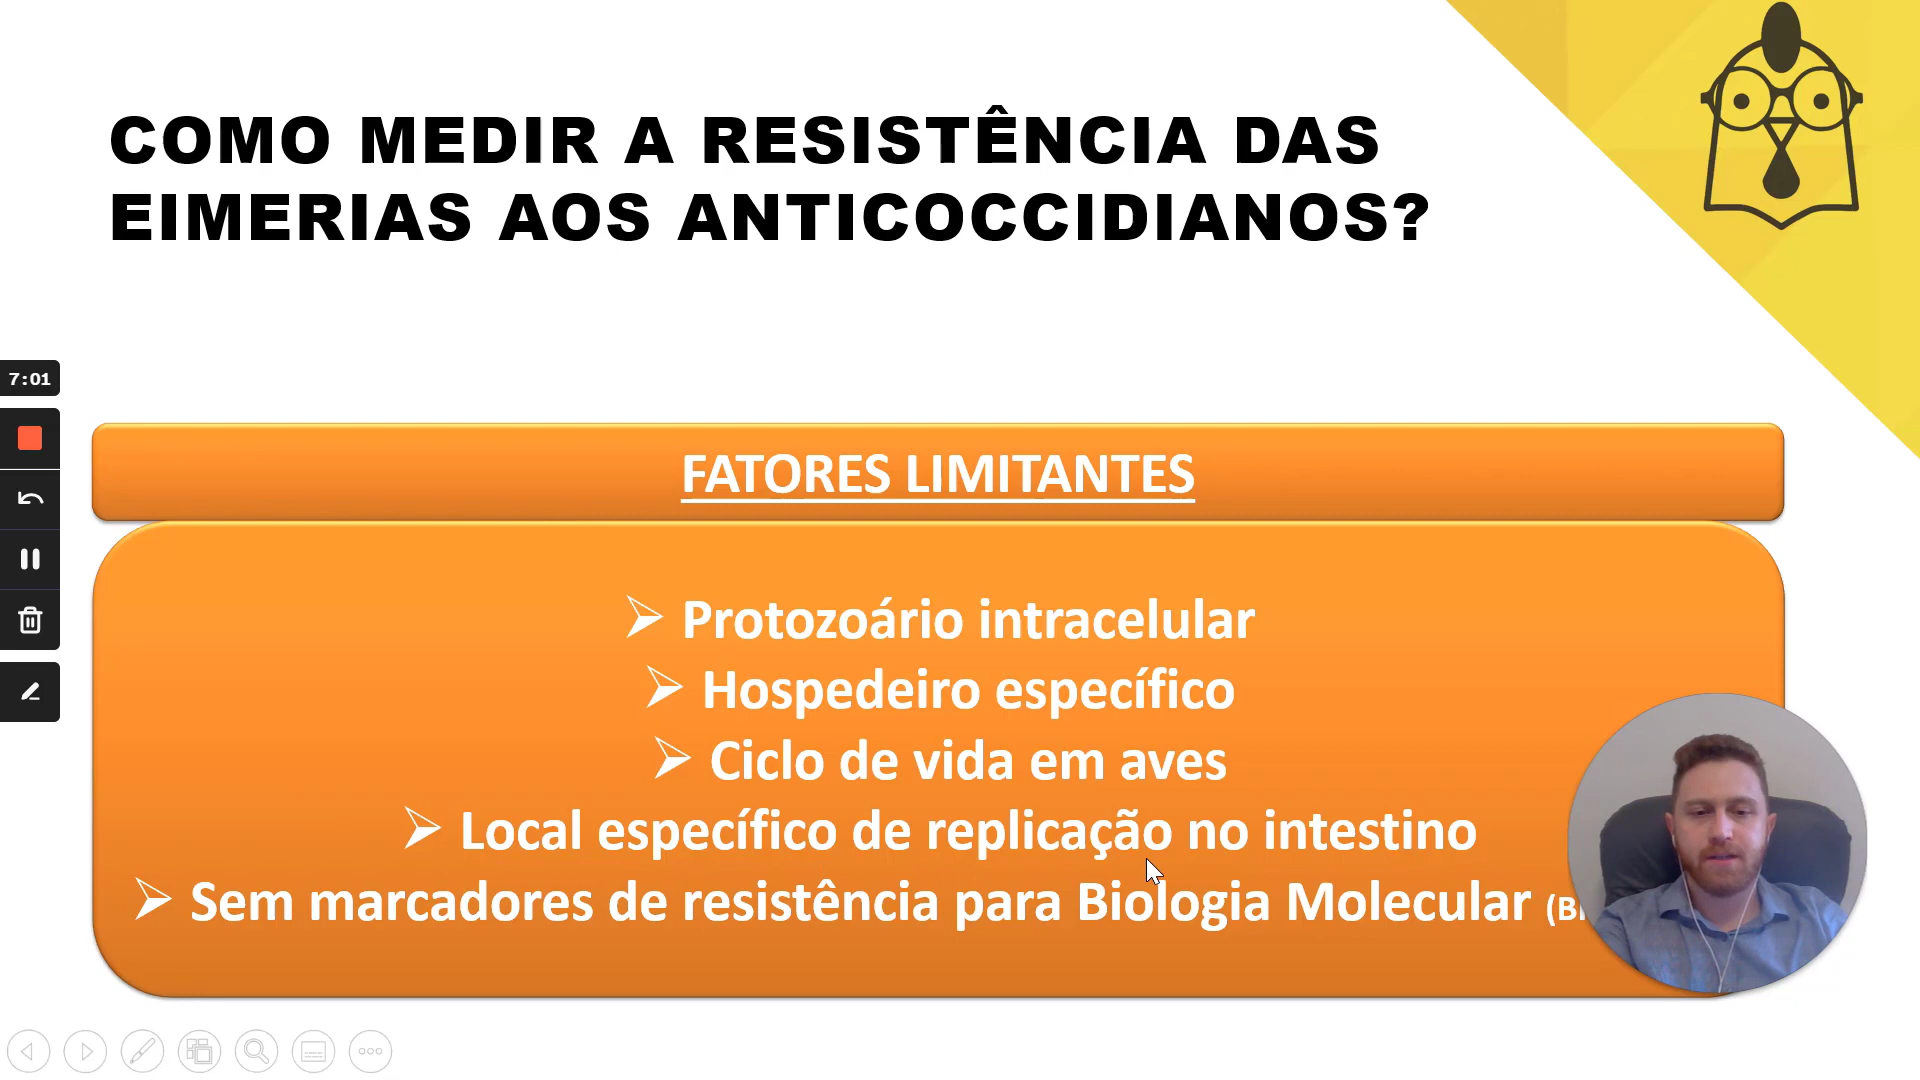 COMO MEDIR A RESISTÊNCIA DAS
EIMERIAS AOS ANTICOCCIDIANOS?
7:01
FATORES LIMITANTES
Protozoário intracelular
Hospedeiro específico
Ciclo de vida em aves
Local específico de replicação no intestino
Sem marcadores de resistência para Biologia Molecular